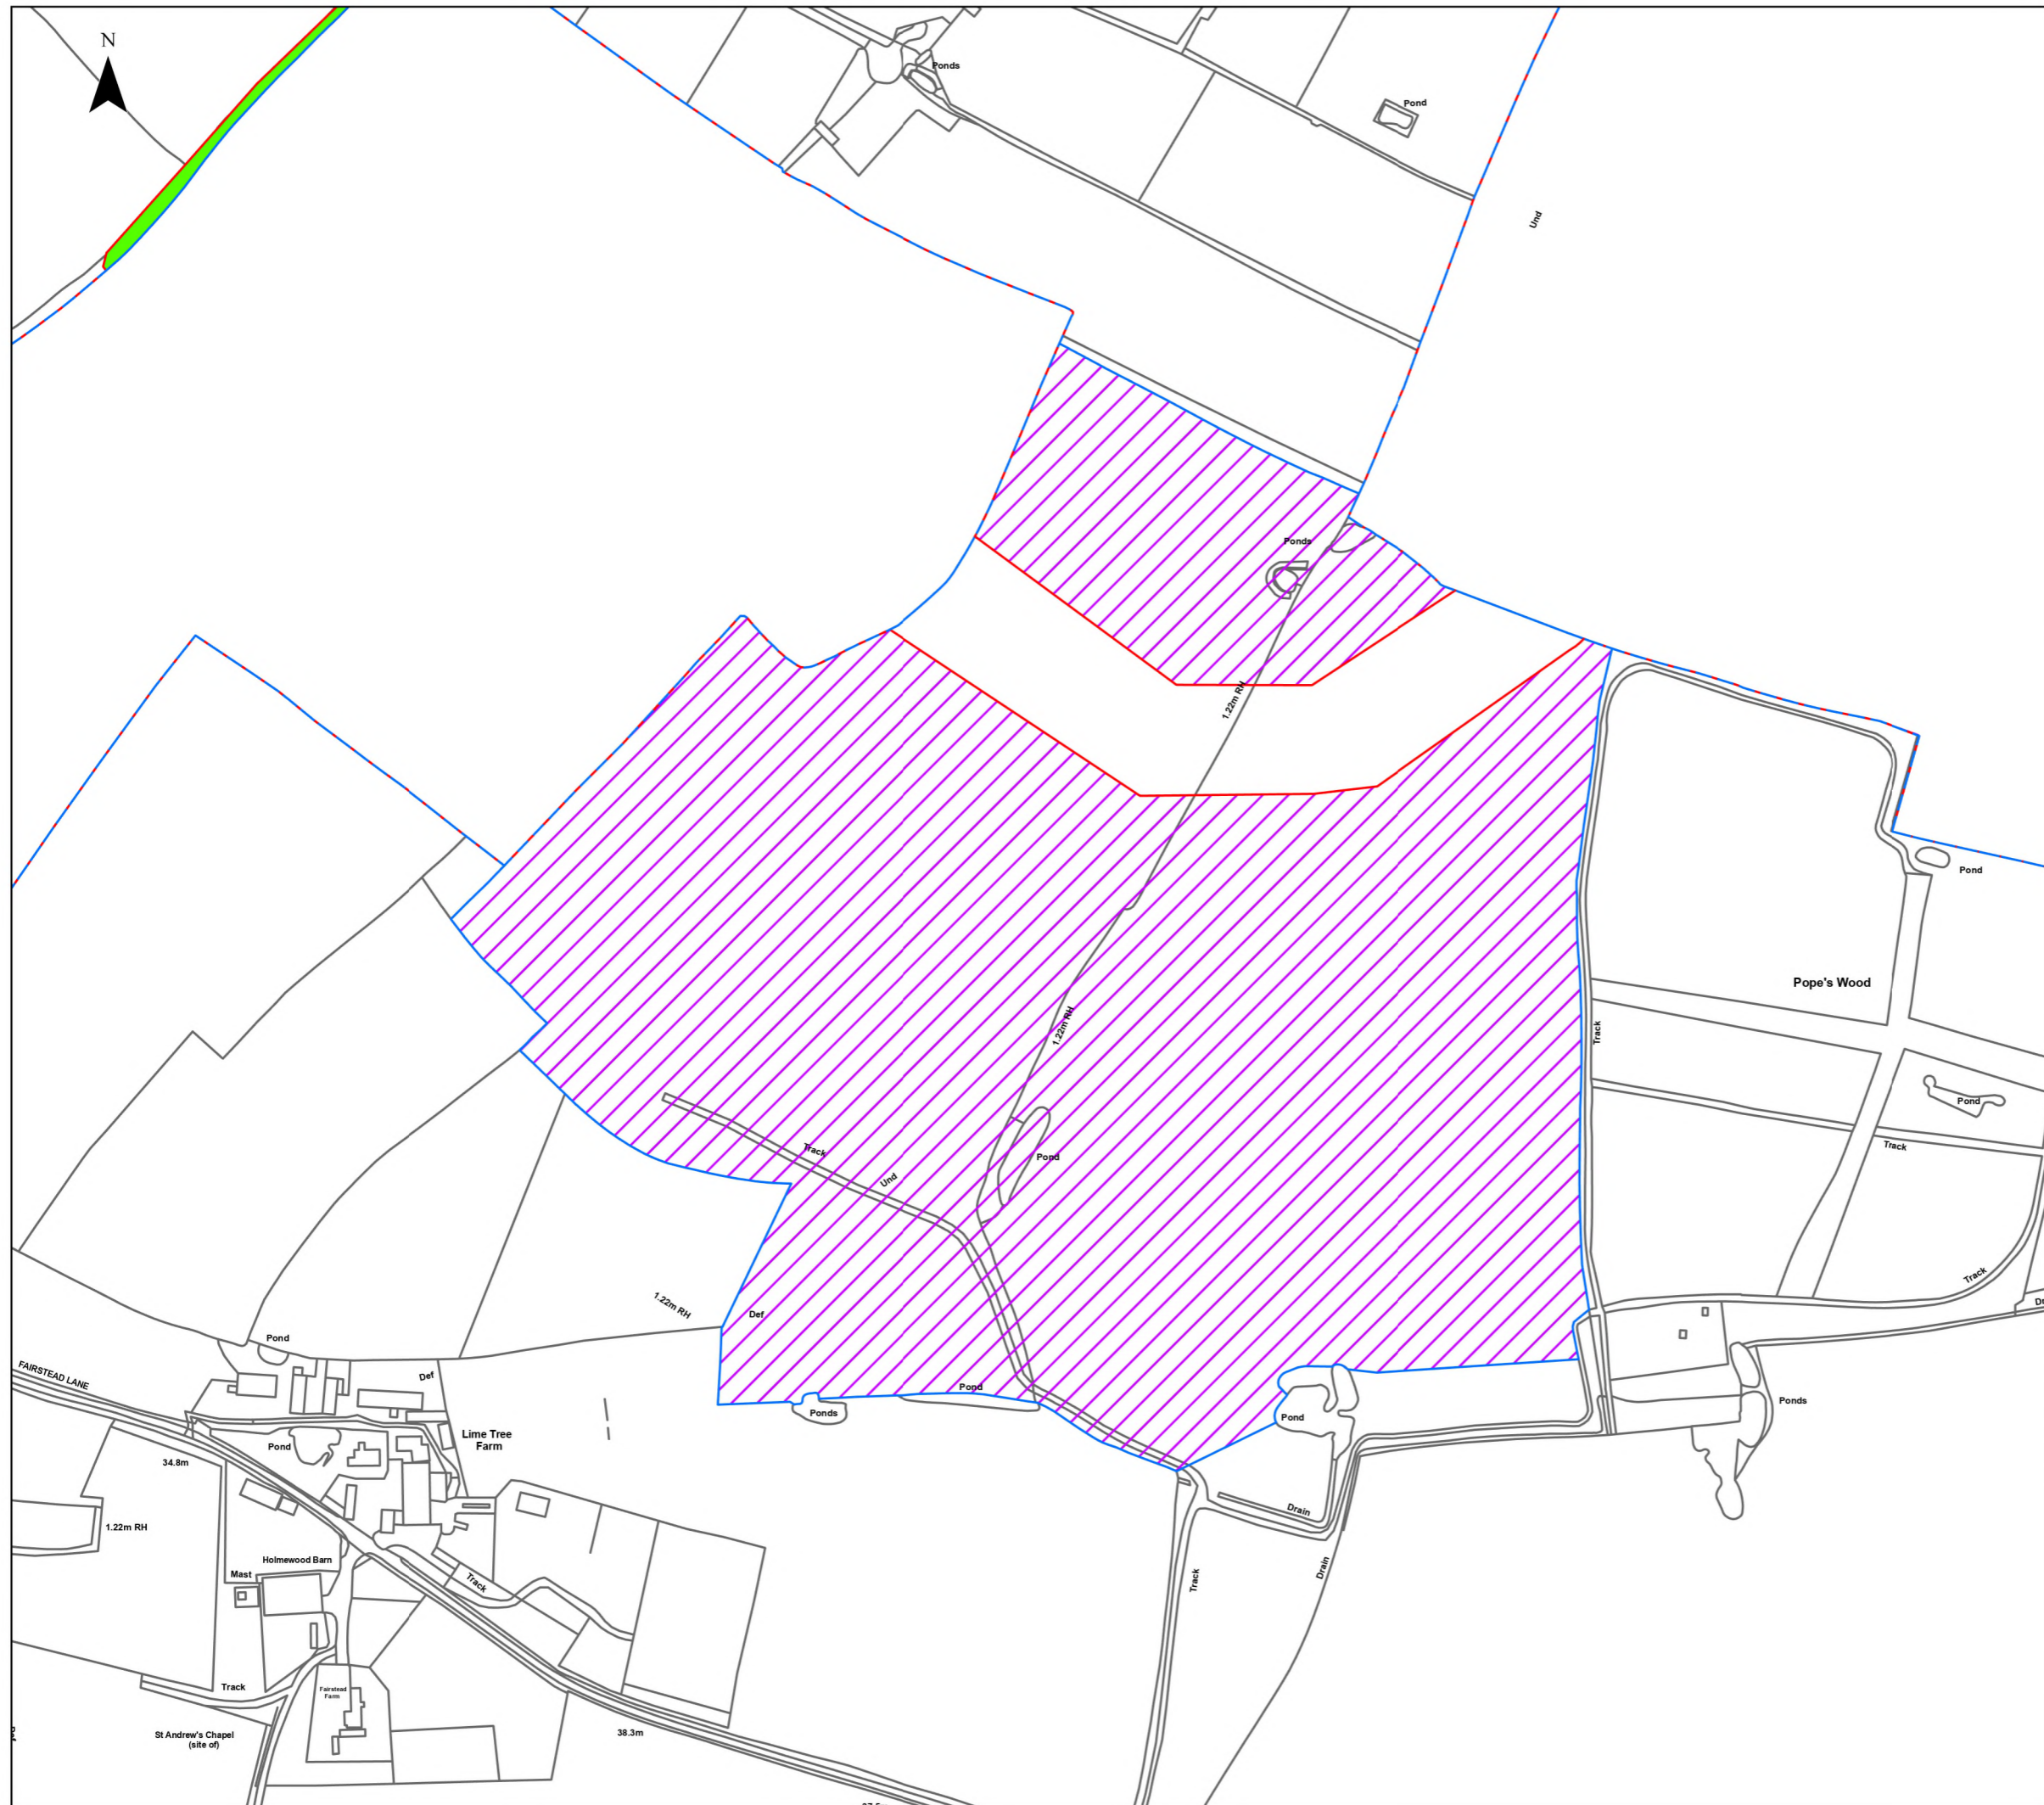 N
Ponds
Pond
Und
Ponds
1.22m RH
Pond
Pope's Wood
1.22m RH
Track
Pond
Track
Track
Pond
Und
Track
1.22m RH
Def
Pond
FAIRSTEAD LANE
Def
Pond
Ponds
Pond
Ponds
Lime Tree
Farm
Pond
34.8m
Drain
1.22m RH
Holmewood Barn
Mast
Track
Track
Drain
Track
Fairstead
Farm
St Andrew's Chapel
(site of)
38.3m